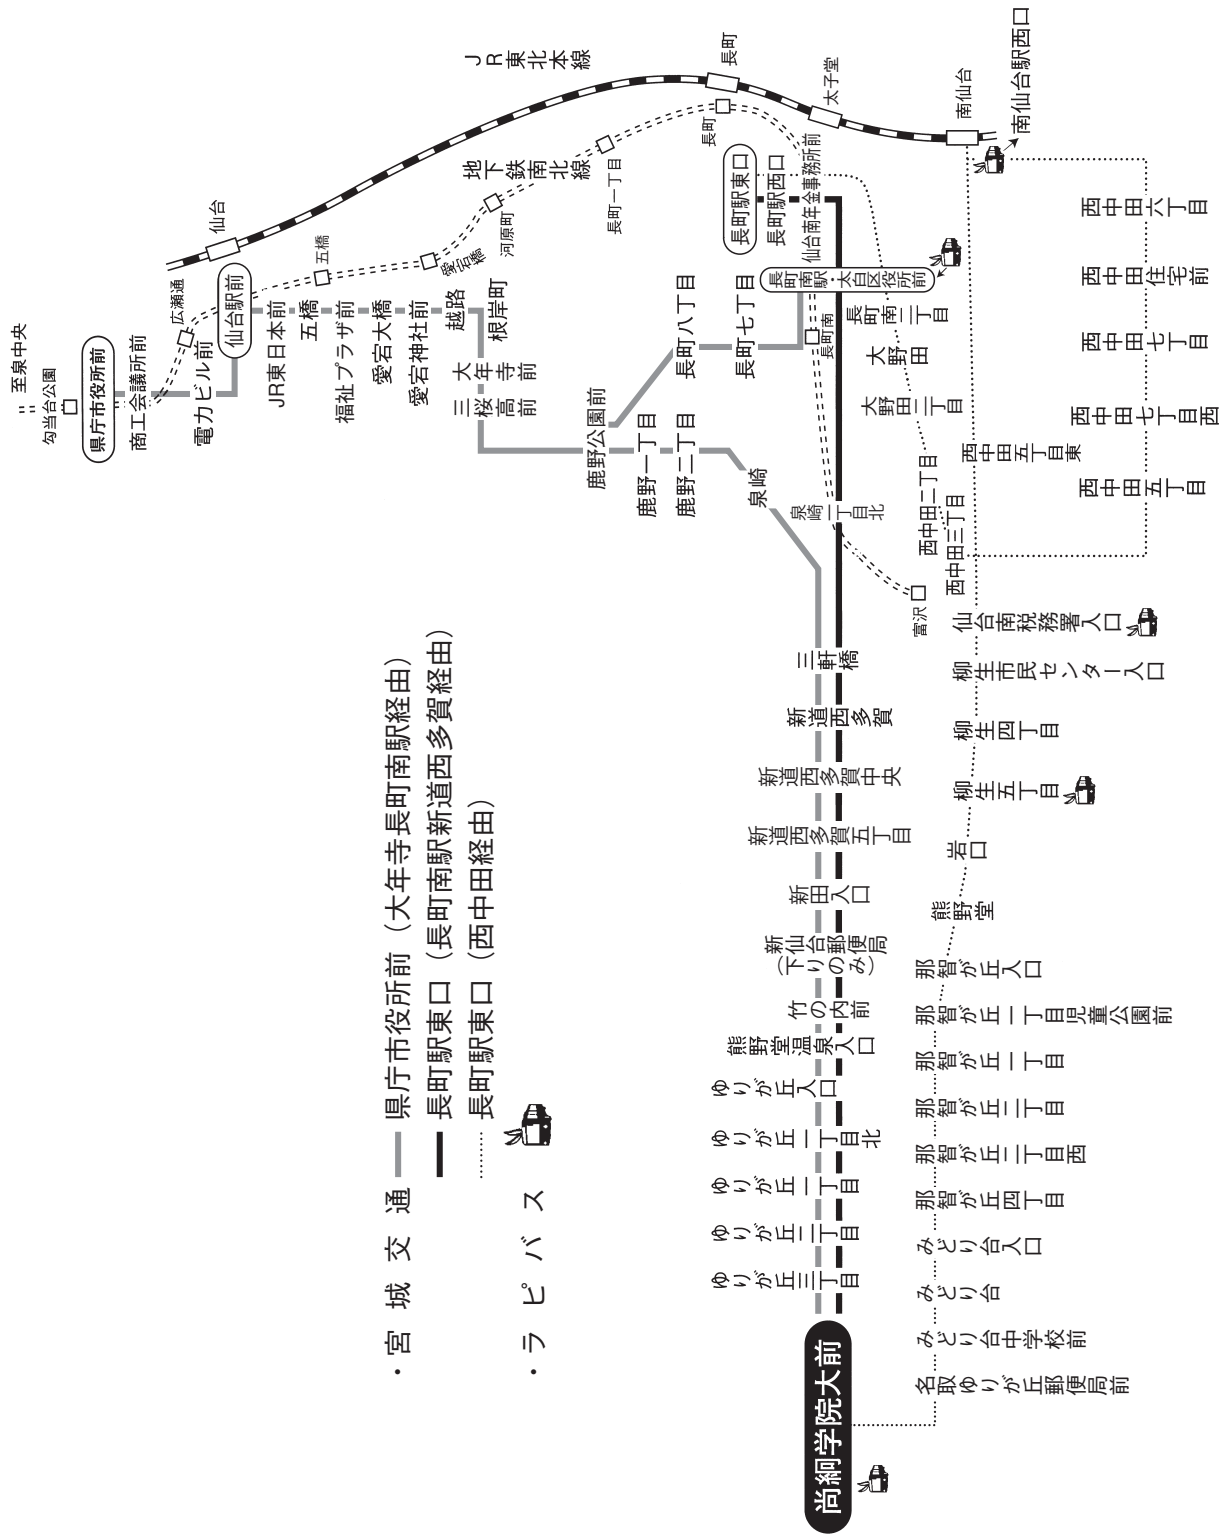 ・宮城交通
県庁市役所前（大年寺長町南駅経由）
長町駅東口（長町南駅新道西多賀経由）
長町駅東口（西中田経由）
・ラピバス
JR東北本線
仙台
長町
太子堂
南仙台
南仙台駅西口
地下鉄南北線
至泉中央
勾当台公園
広瀬通
五橋
愛宕橋
河原町
長町一丁目
長町
長町南
富沢
県庁市役所前
商工会議所前
電力ビル前
仙台駅前
JR東日本前
五橋
福祉プラザ前
愛宕大橋
愛宕神社前
越路
根岸町
大年寺前
三桜高前
鹿野公園前
長町八丁目
長町七丁目
鹿野一丁目
鹿野二丁目
泉崎
長町駅東口
長町駅西口
仙台南年金事務所前
長町南駅・太白区役所前
泉崎一丁目北
三軒橋
新道西多賀
新道西多賀中央
新道西多賀五丁目
新田入口
新仙台郵便局
（下りのみ）
竹の内前
熊野堂温泉入口
ゆりが丘入口
ゆりが丘一丁目北
ゆりが丘一丁目
ゆりが丘二丁目
ゆりが丘三丁目
尚絅学院大前
長町南二丁目
大野田
大野田二丁目
西中田二丁目
西中田三丁目
西中田五丁目東
西中田六丁目
西中田住宅前
西中田七丁目
西中田七丁目西
西中田五丁目
仙台南税務署入口
柳生市民センター入口
柳生四丁目
柳生五丁目
岩口
熊野堂
那智が丘入口
那智が丘一丁目児童公園前
那智が丘一丁目
那智が丘二丁目
那智が丘二丁目西
那智が丘四丁目
みどり台入口
みどり台
みどり台中学校前
名取ゆりが丘郵便局前